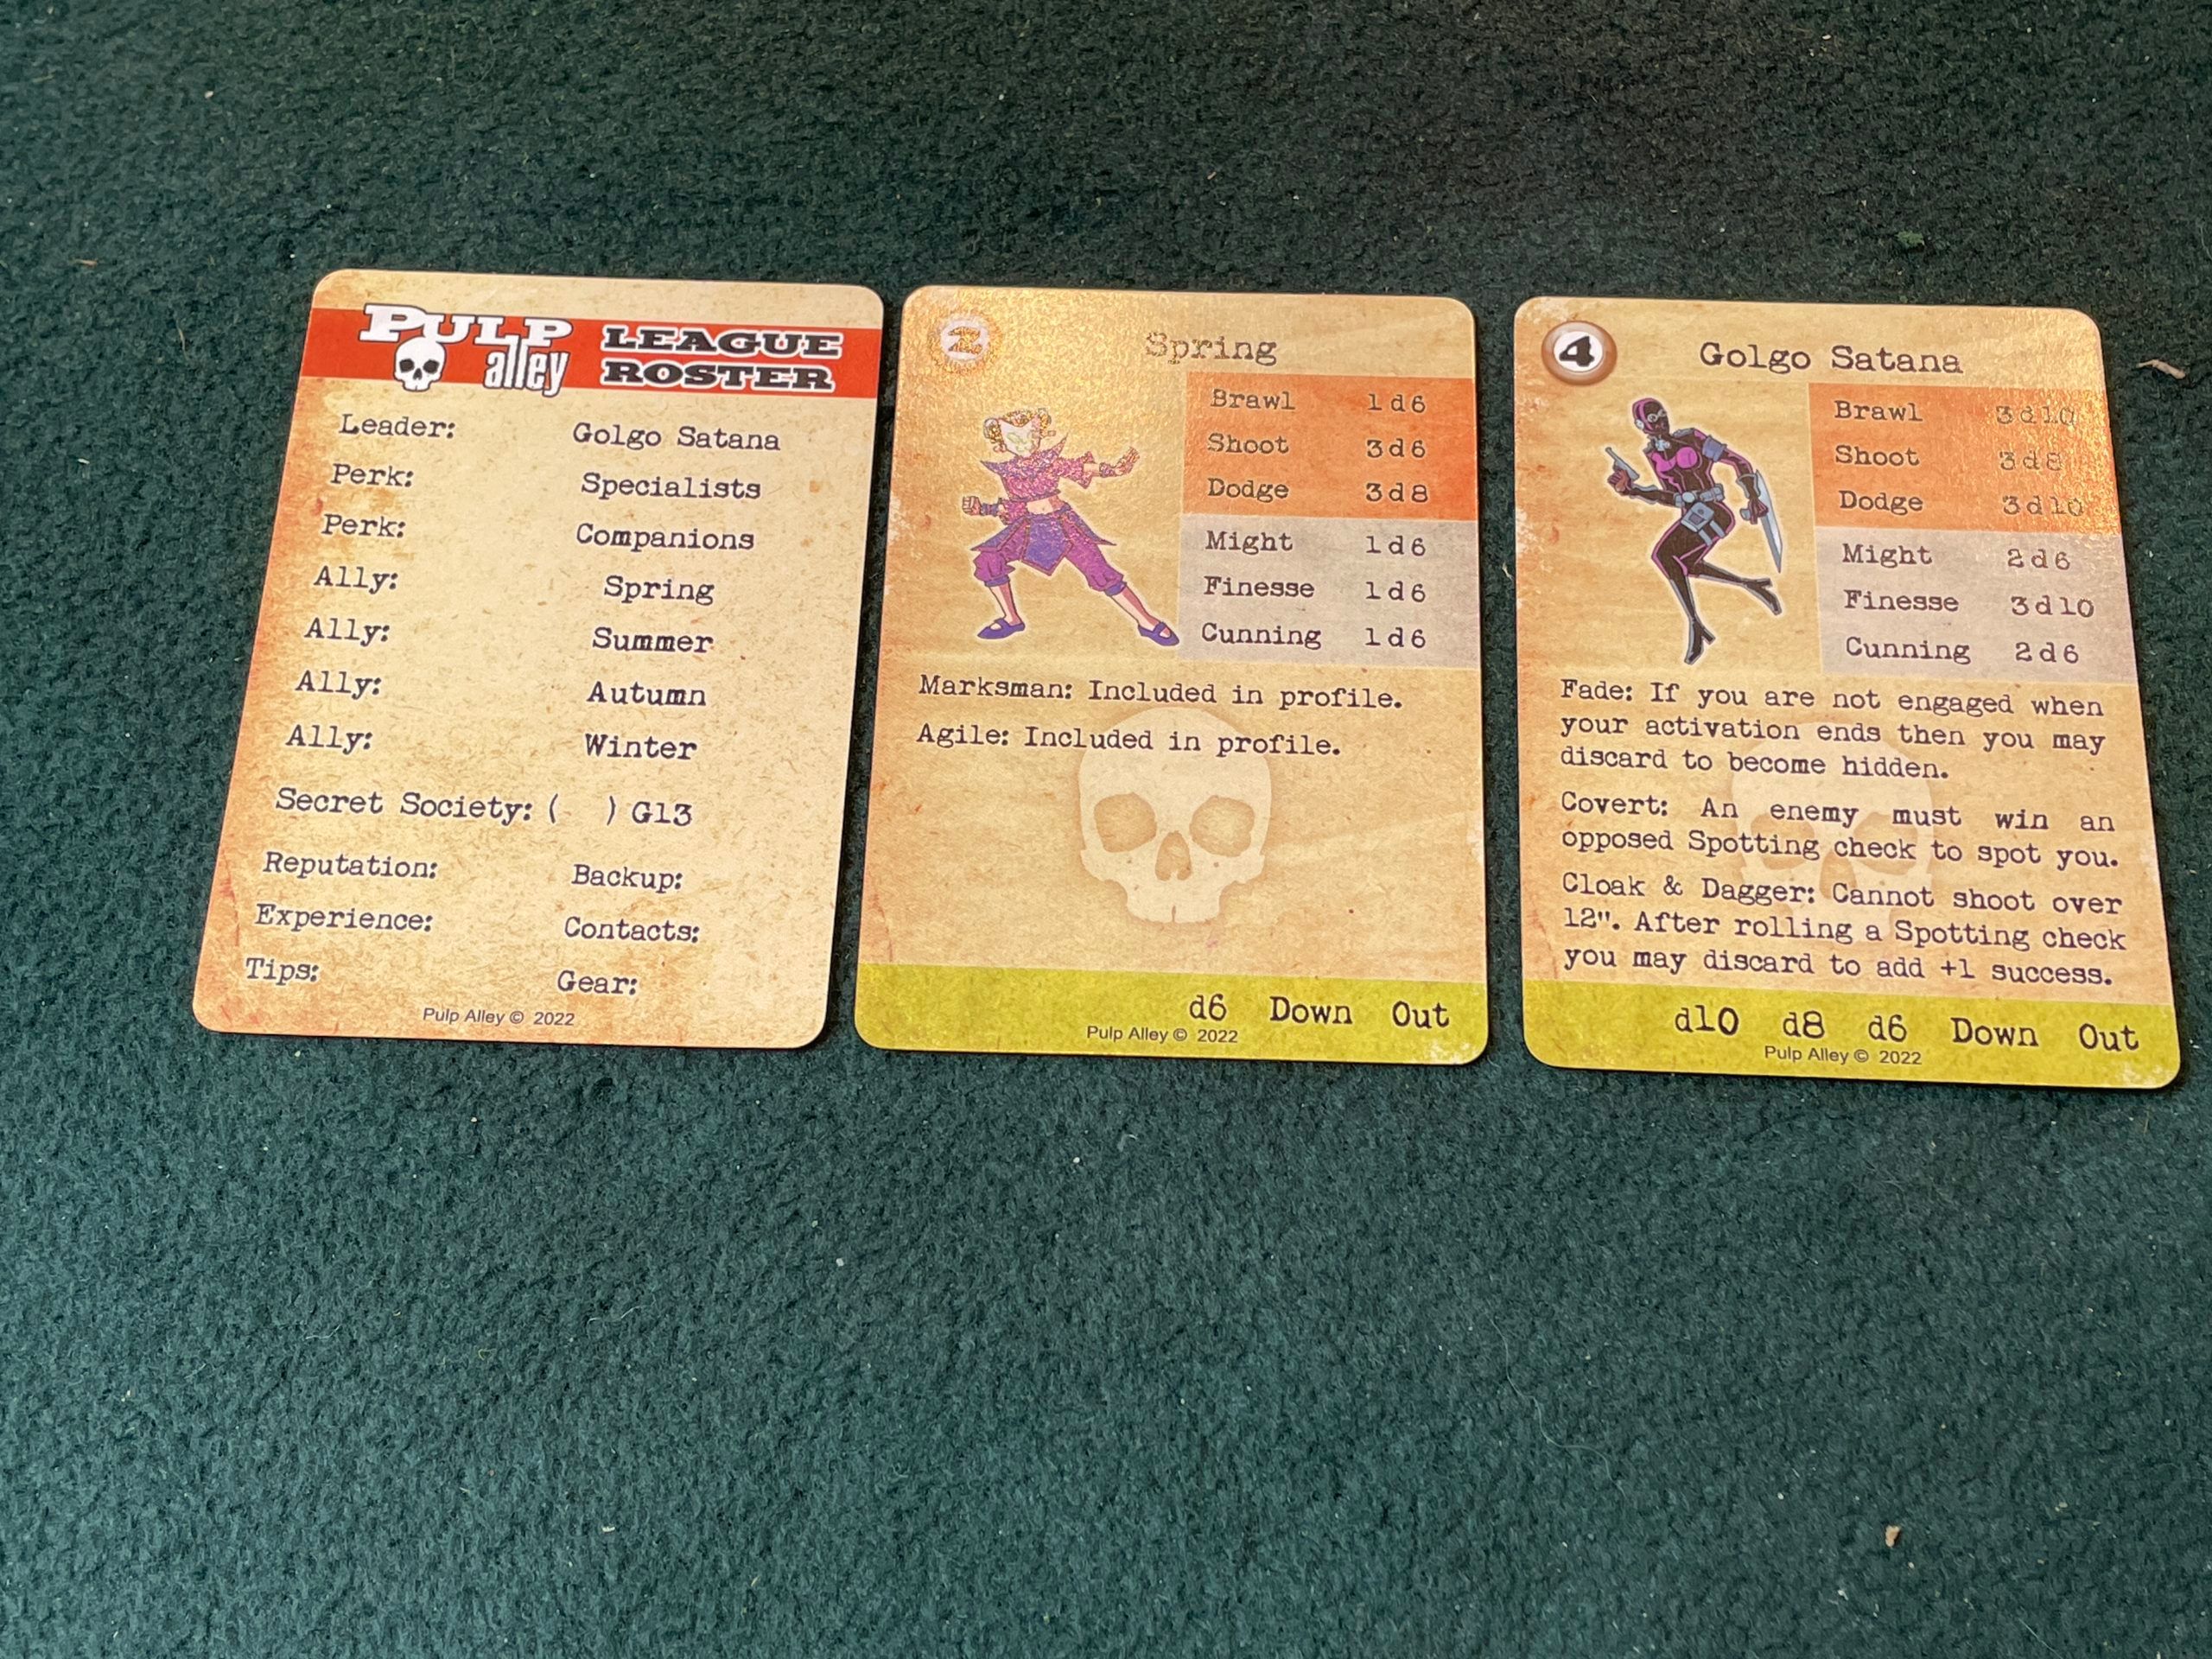 PULP alley LEAGUE ROSTER
Leader: Golgo Satana
Perk: Specialists
Perk: Companions
Ally: Spring
Ally: Summer
Ally: Autumn
Ally: Winter
Secret Society: ( ) G13
Reputation: Backup:
Experience: Contacts:
Tips: Gear:
Pulp Alley © 2022
2 Spring
Brawl 1d6
Shoot 3d6
Dodge 3d8
Might 1d6
Finesse 1d6
Cunning 1d6
Marksman: Included in profile.
Agile: Included in profile.
d6 Down Out
Pulp Alley © 2022
4 Golgo Satana
Brawl 3d10
Shoot 3d8
Dodge 3d10
Might 2d6
Finesse 3d10
Cunning 2d6
Fade: If you are not engaged when
your activation ends then you may
discard to become hidden.
Covert: An enemy must win an
opposed Spotting check to spot you.
Cloak & Dagger: Cannot shoot over
12". After rolling a Spotting check
you may discard to add +1 success.
d10 d8 d6 Down Out
Pulp Alley © 2022